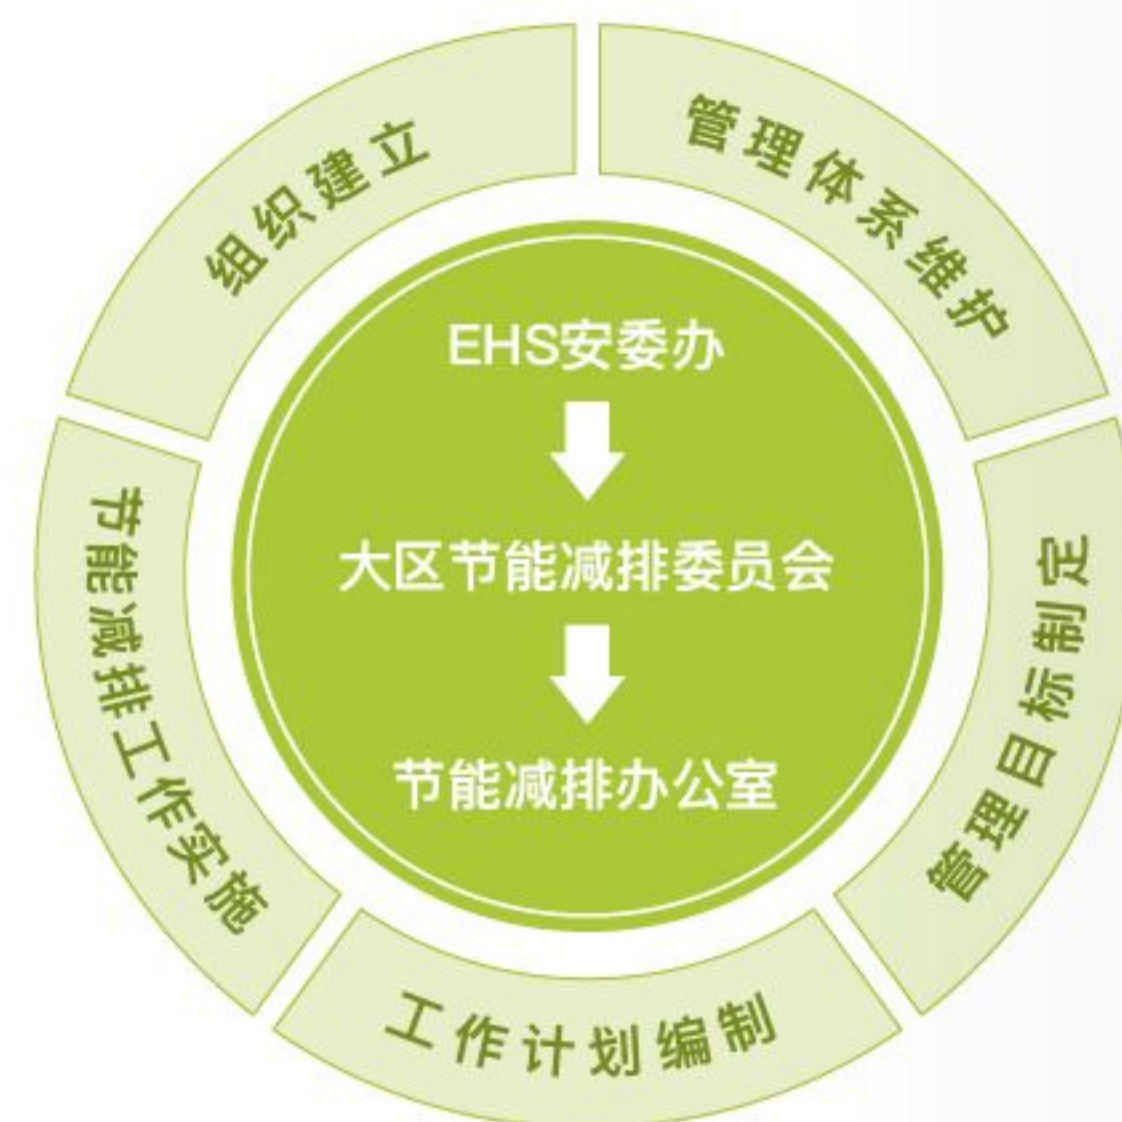 组织建立
管理体系维护
管理目标制定
工作计划编制
节能减排工作实施
EHS安委办
大区节能减排委员会
节能减排办公室